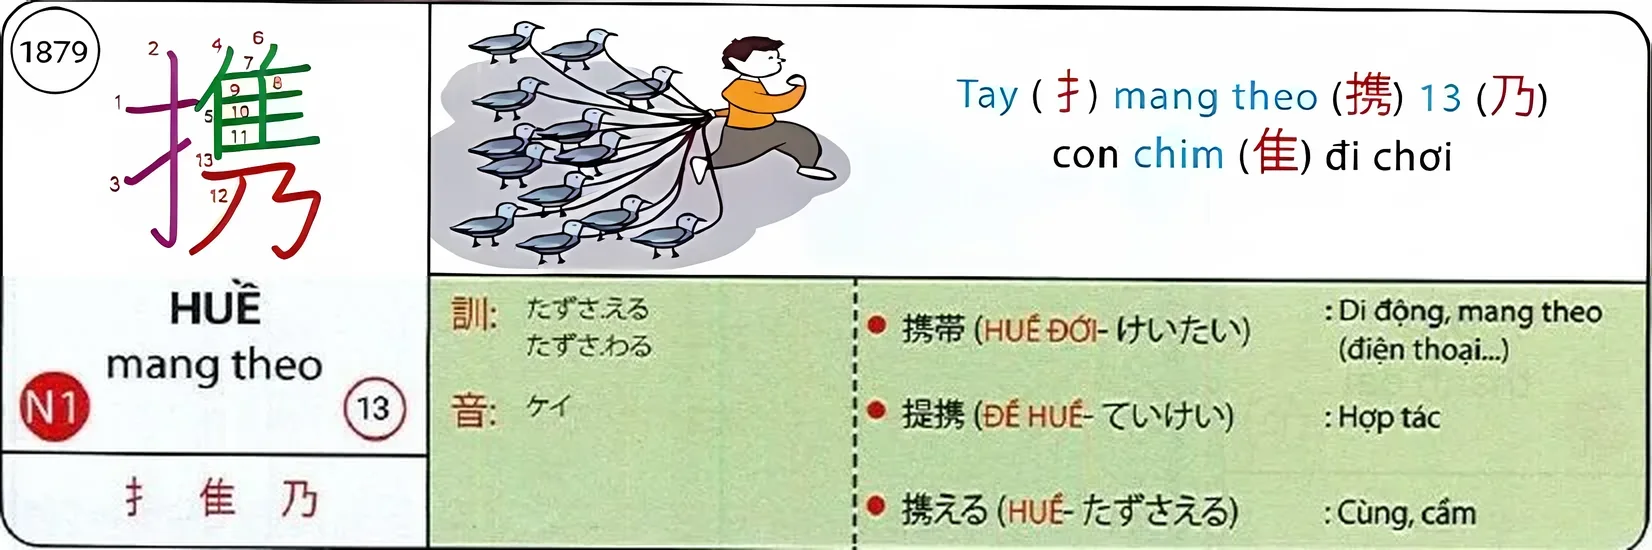 1879
携
1
2
3
4
5
6
7
8
9
10
11
12
13
HUỀ
mang theo
N1
13
扌 隹 乃
Tay (扌) mang theo (携) 13 (乃)
con chim (隹) đi chơi
訓: たずさ.える
たずさ.わる
音: ケイ
携帯 (HUỀ ĐỚI- けいたい) : Di động, mang theo
(điện thoại...)
提携 (ĐỀ HUỀ- ていけい) : Hợp tác
携える (HUỀ- たずさえる) : Cùng, cầm